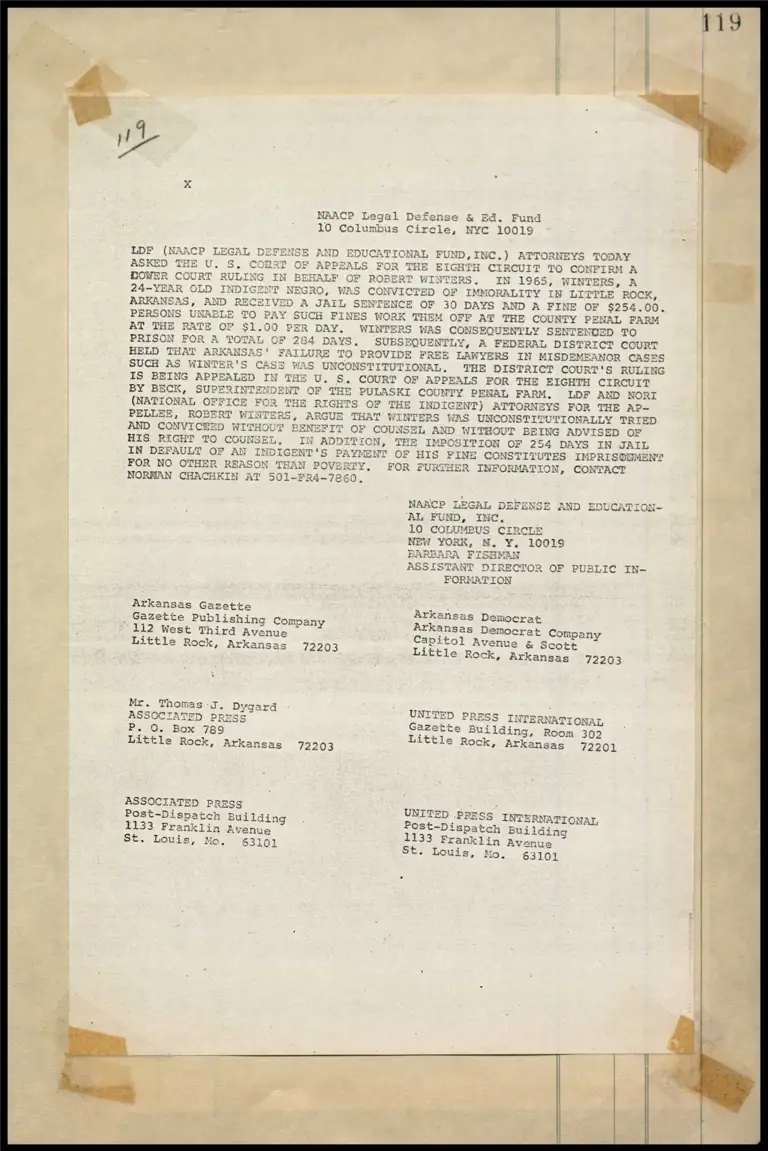 119
119
X
NAACP Legal Defense & Ed. Fund
10 Columbus Circle, NYC 10019
LDF (NAACP LEGAL DEFENSE AND EDUCATIONAL FUND,INC.) ATTORNEYS TODAY
ASKED THE U. S. COURT OF APPEALS FOR THE EIGHTH CIRCUIT TO CONFIRM A
LOWER COURT RULING IN BEHALF OF ROBERT WINTERS. IN 1965, WINTERS, A
24-YEAR OLD INDIGENT NEGRO, WAS CONVICTED OF IMMORALITY IN LITTLE ROCK,
ARKANSAS, AND RECEIVED A JAIL SENTENCE OF 30 DAYS AND A FINE OF $254.00.
PERSONS UNABLE TO PAY SUCH FINES WORK THEM OFF AT THE COUNTY PENAL FARM
AT THE RATE OF $1.00 PER DAY. WINTERS WAS CONSEQUENTLY SENTENCED TO
PRISON FOR A TOTAL OF 284 DAYS. SUBSEQUENTLY, A FEDERAL DISTRICT COURT
HELD THAT ARKANSAS' FAILURE TO PROVIDE FREE LAWYERS IN MISDEMEANOR CASES
SUCH AS WINTER'S CASE WAS UNCONSTITUTIONAL. THE DISTRICT COURT'S RULING
IS BEING APPEALED IN THE U. S. COURT OF APPEALS FOR THE EIGHTH CIRCUIT
BY BECK, SUPERINTENDENT OF THE PULASKI COUNTY PENAL FARM. LDF AND NORI
(NATIONAL OFFICE FOR THE RIGHTS OF THE INDIGENT) ATTORNEYS FOR THE AP-
PELLEE, ROBERT WINTERS, ARGUE THAT WINTERS WAS UNCONSTITUTIONALLY TRIED
AND CONVICTED WITHOUT BENEFIT OF COUNSEL AND WITHOUT BEING ADVISED OF
HIS RIGHT TO COUNSEL. IN ADDITION, THE IMPOSITION OF 254 DAYS IN JAIL
IN DEFAULT OF AN INDIGENT'S PAYMENT OF HIS FINE CONSTITUTES IMPRISONMENT
FOR NO OTHER REASON THAN POVERTY. FOR FURTHER INFORMATION, CONTACT
NORMAN CHACHKIN AT 501-FR4-7860.
NAACP LEGAL DEFENSE AND EDUCATION-
AL FUND, INC.
10 COLUMBUS CIRCLE
NEW YORK, N. Y. 10019
BARBARA FISHMAN
ASSISTANT DIRECTOR OF PUBLIC IN-
FORMATION
Arkansas Gazette
Gazette Publishing Company
112 West Third Avenue
Little Rock, Arkansas 72203
Arkansas Democrat
Arkansas Democrat Company
Capitol Avenue & Scott
Little Rock, Arkansas 72203
Mr. Thomas J. Dygard
ASSOCIATED PRESS
P. O. Box 789
Little Rock, Arkansas 72203
UNITED PRESS INTERNATIONAL
Gazette Building, Room 302
Little Rock, Arkansas 72201
ASSOCIATED PRESS
Post-Dispatch Building
1133 Franklin Avenue
St. Louis, Mo. 63101
UNITED PRESS INTERNATIONAL
Post-Dispatch Building
1133 Franklin Avenue
St. Louis, Mo. 63101